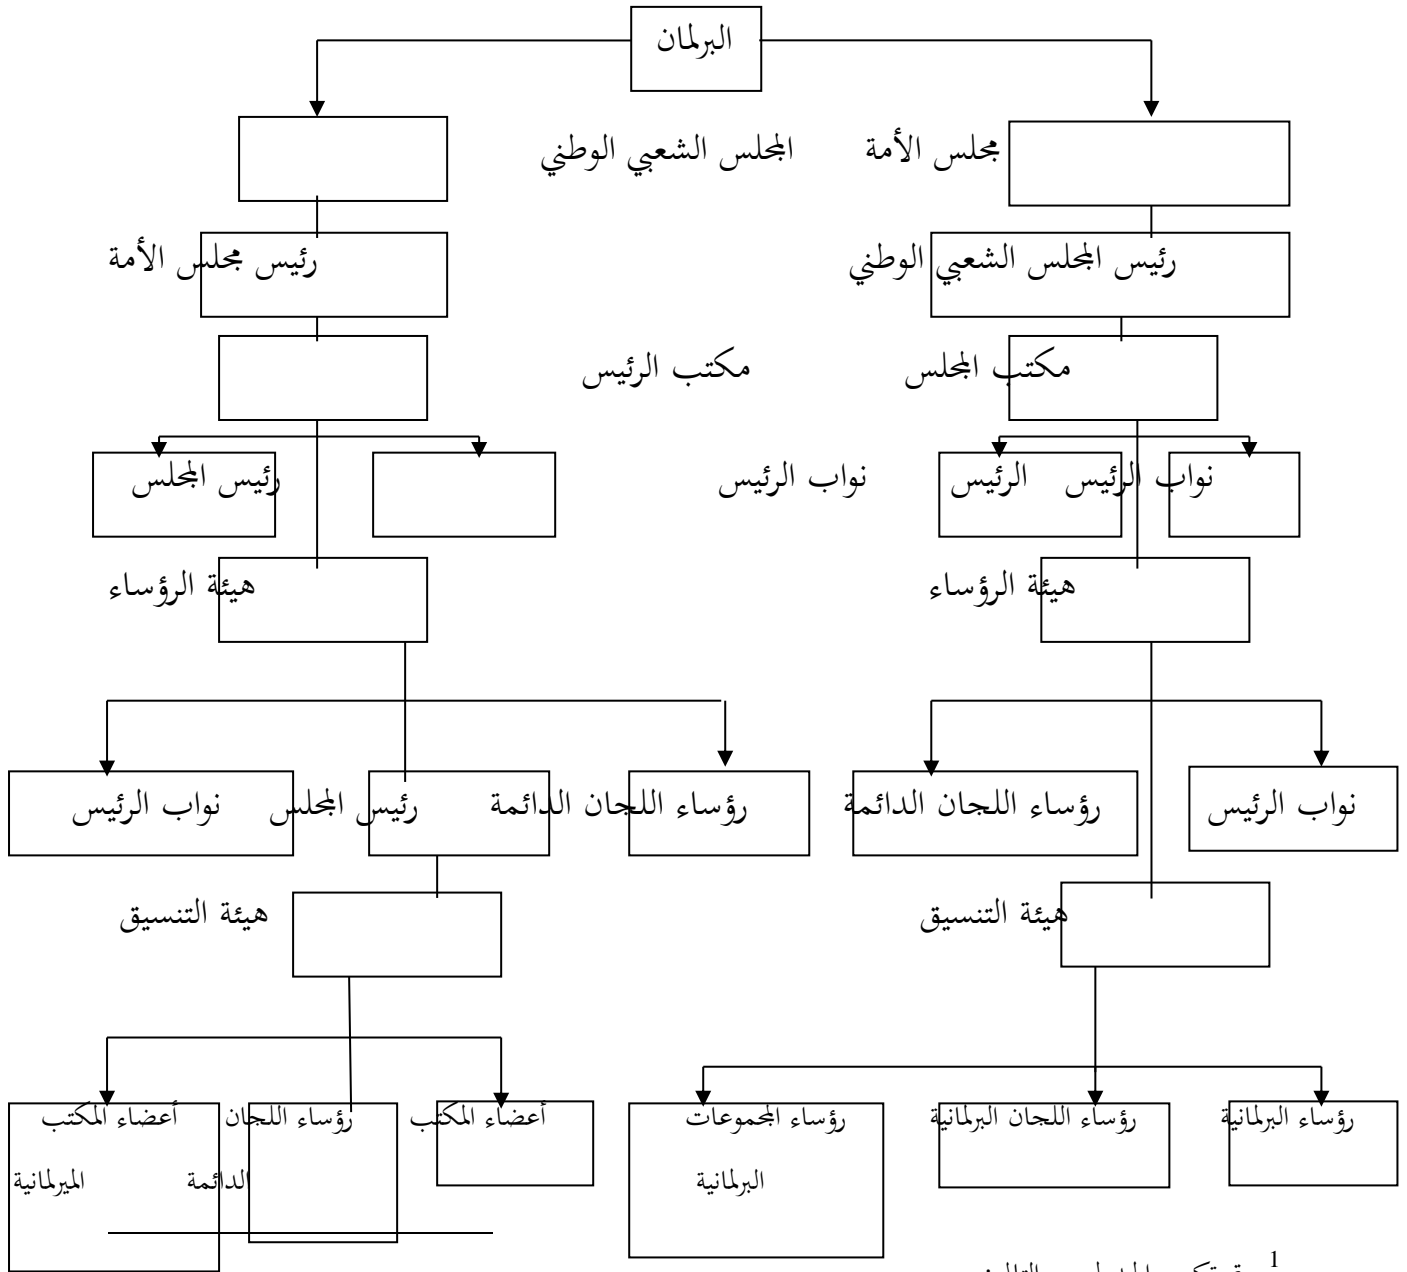 البرلمان
مجلس الأمة المجلس الشعبي الوطني
رئيس المجلس الشعبي الوطني رئيس مجلس الأمة
مكتب المجلس مكتب الرئيس
نواب الرئيس الرئيس نواب الرئيس رئيس المجلس
هيئة الرؤساء هيئة الرؤساء
نواب الرئيس رؤساء اللجان الدائمة رؤساء اللجان الدائمة رئيس المجلس نواب الرئيس
هيئة التنسيق هيئة التنسيق
رؤساء البرلمانية رؤساء اللجان البرلمانية رؤساء المجموعات أعضاء المكتب رؤساء اللجان أعضاء المكتب
البرلمانية الدائمة الميرلمانية
1